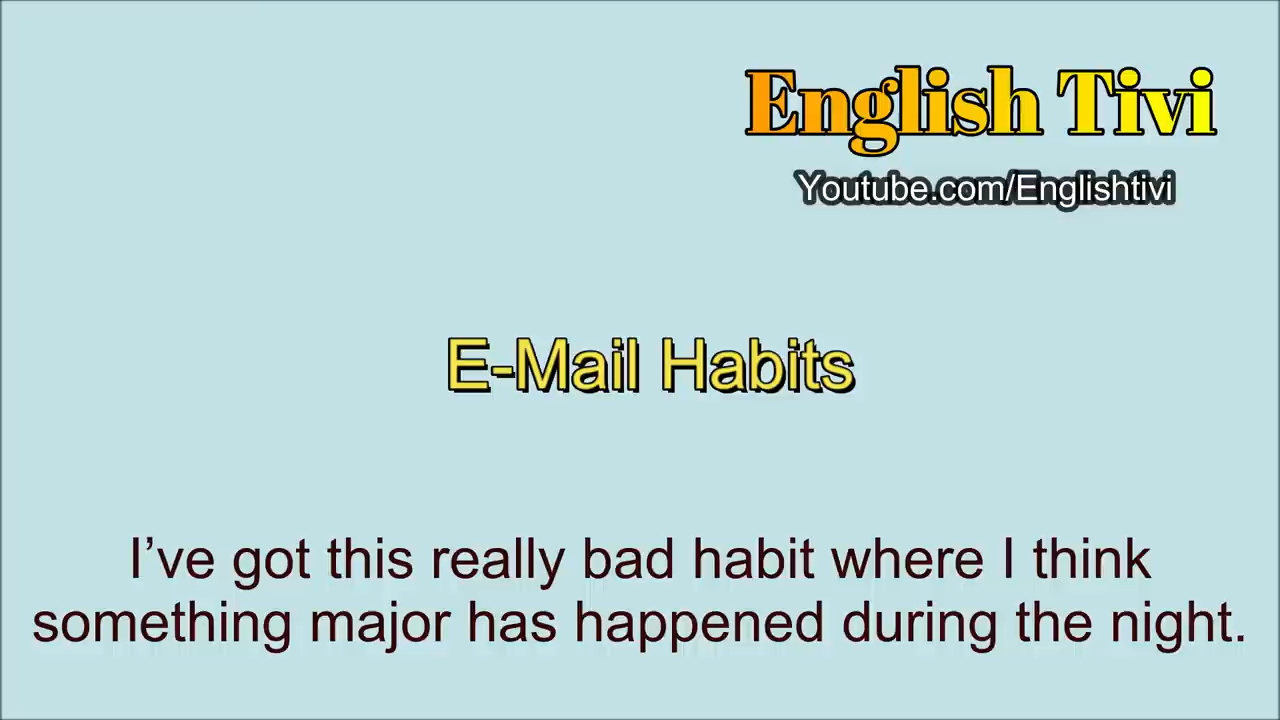 English Tivi
Youtube.com/Englishtivi
E-Mail Habits
I’ve got this really bad habit where I think
something major has happened during the night.